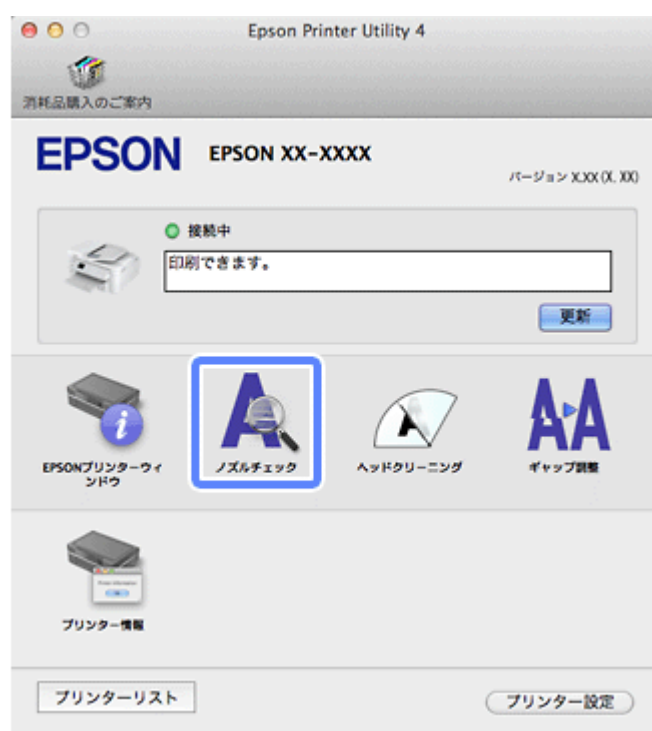 Epson Printer Utility 4
消耗品購入のご案内
EPSON EPSON XX-XXXX
バージョン X.XX (X. XX)
接続中
印刷できます。
更新
EPSONプリンターウィ
ンドウ
ノズルチェック
ヘッドクリーニング
ギャップ調整
プリンター情報
プリンターリスト
プリンター設定